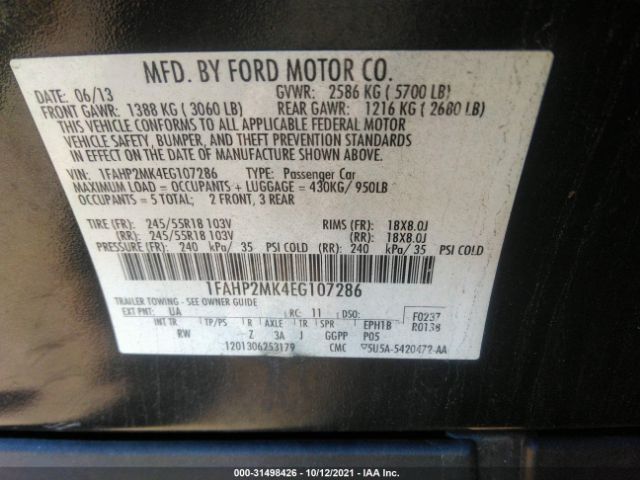 MFD. BY FORD MOTOR CO.
DATE: 06/13 GVWR: 2586 KG ( 5700 LB)
FRONT GAWR: 1388 KG ( 3060 LB) REAR GAWR: 1216 KG ( 2680 LB)
THIS VEHICLE CONFORMS TO ALL APPLICABLE FEDERAL MOTOR
VEHICLE SAFETY, BUMPER, AND THEFT PREVENTION STANDARDS
IN EFFECT ON THE DATE OF MANUFACTURE SHOWN ABOVE.
VIN: 1FAHP2MK4EG107286 TYPE: Passenger Car
MAXIMUM LOAD = OCCUPANTS + LUGGAGE = 430KG/ 950LB
OCCUPANTS = 5 TOTAL; 2 FRONT, 3 REAR
TIRE (FR): 245/55R18 103V RIMS (FR): 18X8.0J
(RR): 245/55R18 103V (RR): 18X8.0J
PRESSURE (FR): 240 kPa/ 35 PSI COLD (RR): 240 kPa/ 35 PSI COLD
1FAHP2MK4EG107286
TRAILER TOWING - SEE OWNER GUIDE
EXT PNT: UA RC: 11 DSO: F0237
INT TR TP/PS R AXLE TR SPR EPH1B R0138
RW Z 3A J GGPP P05
1201306253179 CMC 5U5A-5420472-AA
000-31498426 - 10/12/2021 - IAA Inc.